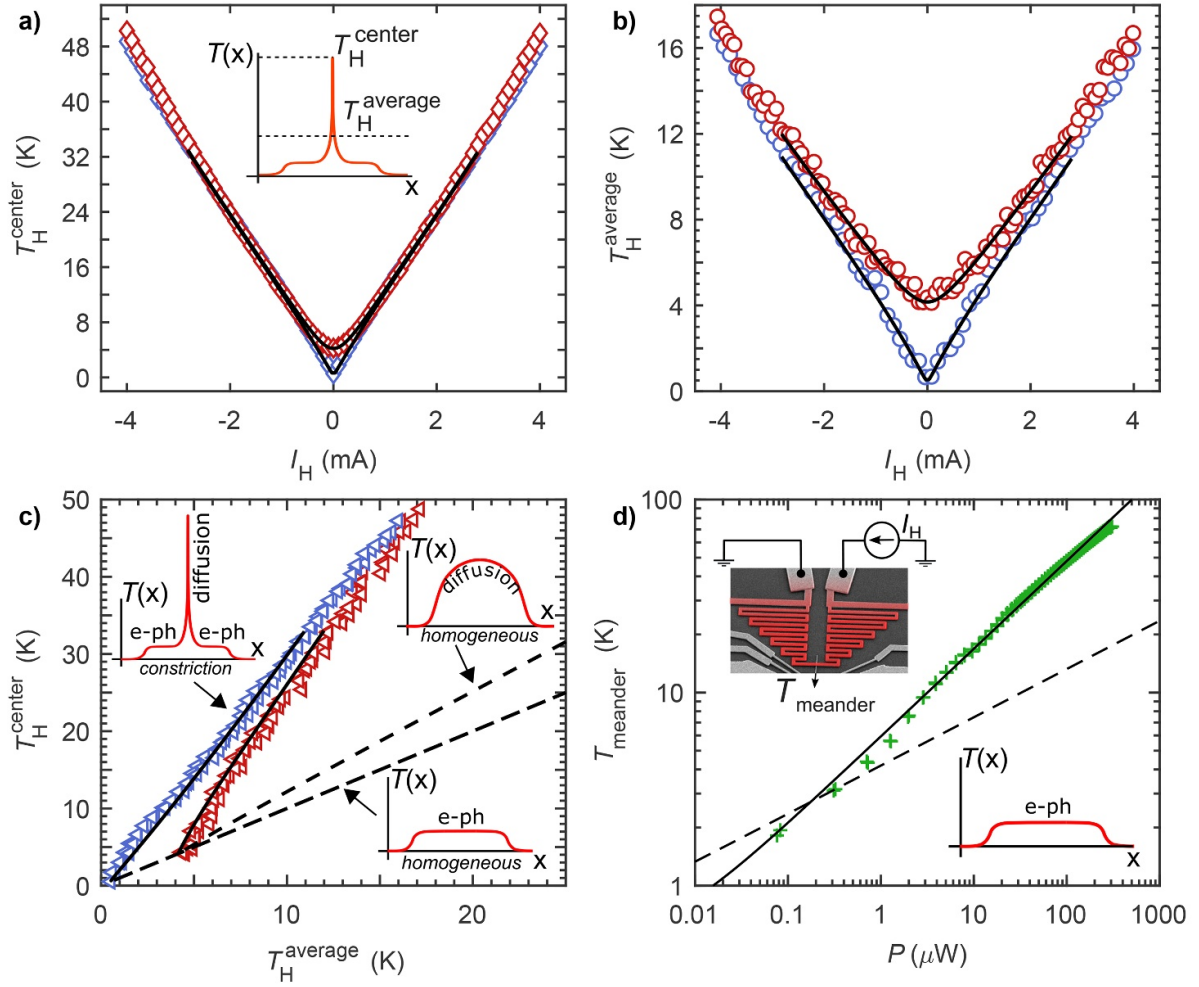 a)
T_H^center (K)
48
40
32
24
16
8
0
T(x)
T_H^center
T_H^average
x
-4 -2 0 2 4
I_H (mA)
b)
T_H^average (K)
16
12
8
4
0
-4 -2 0 2 4
I_H (mA)
c)
T_H^center (K)
50
40
30
20
10
0
T(x)
diffusion
e-ph e-ph
x
constriction
T(x)
diffusion
x
homogeneous
T(x)
e-ph
x
homogeneous
0 10 20
T_H^average (K)
d)
T_meander (K)
100
10
1
I_H
T_meander
T(x)
e-ph
x
0.01 0.1 1 10 100 1000
P (μW)